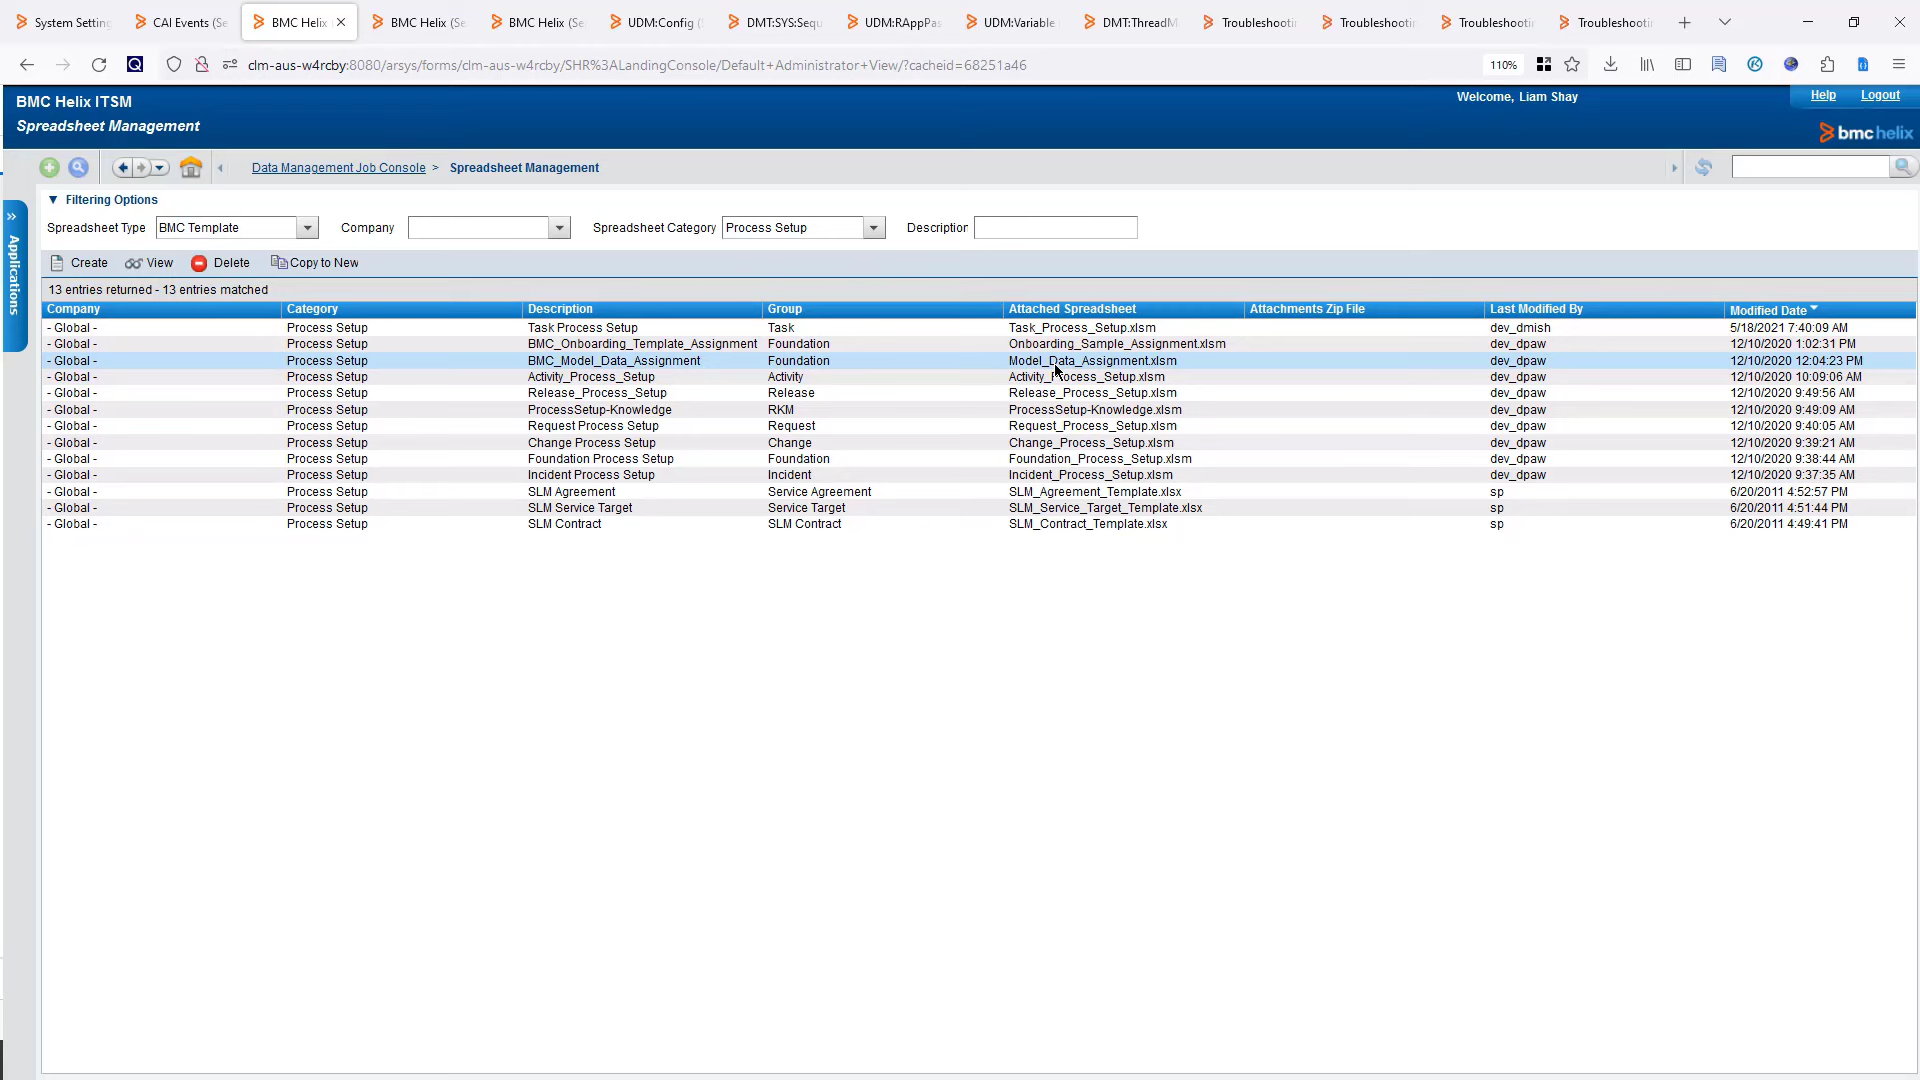 System Setting CAI Events (Se BMC Helix BMC Helix (Se BMC Helix (Se UDM:Config ( DMT:SYS:Sequ UDM:RAppPas UDM:Variable DMT:ThreadM Troubleshootin Troubleshootin Troubleshootin Troubleshootin
clm-aus-w4rcby:8080/arsys/forms/clm-aus-w4rcby/SHR%3ALandingConsole/Default+Administrator+View/?cacheid=68251a46 110%
BMC Helix ITSM Welcome, Liam Shay Help Logout
Spreadsheet Management bmchelix
Data Management Job Console > Spreadsheet Management
Applications
Filtering Options
Spreadsheet Type BMC Template Company Spreadsheet Category Process Setup Description
Create View Delete Copy to New
13 entries returned - 13 entries matched
Company Category Description Group Attached Spreadsheet Attachments Zip File Last Modified By Modified Date
- Global - Process Setup Task Process Setup Task Task_Process_Setup.xlsm dev_dmish 5/18/2021 7:40:09 AM
- Global - Process Setup BMC_Onboarding_Template_Assignment Foundation Onboarding_Sample_Assignment.xlsm dev_dpaw 12/10/2020 1:02:31 PM
- Global - Process Setup BMC_Model_Data_Assignment Foundation Model_Data_Assignment.xlsm dev_dpaw 12/10/2020 12:04:23 PM
- Global - Process Setup Activity_Process_Setup Activity Activity_Process_Setup.xlsm dev_dpaw 12/10/2020 10:09:06 AM
- Global - Process Setup Release_Process_Setup Release Release_Process_Setup.xlsm dev_dpaw 12/10/2020 9:49:56 AM
- Global - Process Setup ProcessSetup-Knowledge RKM ProcessSetup-Knowledge.xlsm dev_dpaw 12/10/2020 9:49:09 AM
- Global - Process Setup Request Process Setup Request Request_Process_Setup.xlsm dev_dpaw 12/10/2020 9:40:05 AM
- Global - Process Setup Change Process Setup Change Change_Process_Setup.xlsm dev_dpaw 12/10/2020 9:39:21 AM
- Global - Process Setup Foundation Process Setup Foundation Foundation_Process_Setup.xlsm dev_dpaw 12/10/2020 9:38:44 AM
- Global - Process Setup Incident Process Setup Incident Incident_Process_Setup.xlsm dev_dpaw 12/10/2020 9:37:35 AM
- Global - Process Setup SLM Agreement Service Agreement SLM_Agreement_Template.xlsx sp 6/20/2011 4:52:57 PM
- Global - Process Setup SLM Service Target Service Target SLM_Service_Target_Template.xlsx sp 6/20/2011 4:51:44 PM
- Global - Process Setup SLM Contract SLM Contract SLM_Contract_Template.xlsx sp 6/20/2011 4:49:41 PM